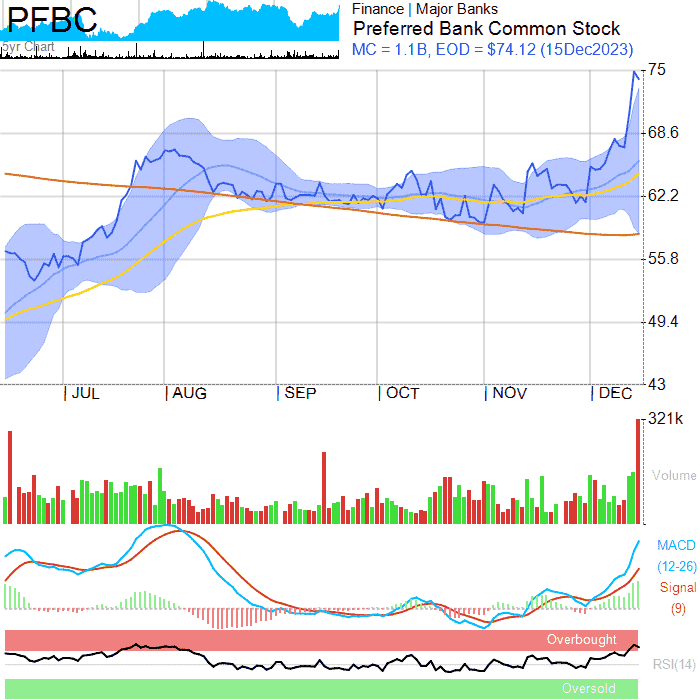 PFBC
5yr Chart
Finance | Major Banks
Preferred Bank Common Stock
MC = 1.1B, EOD = $74.12 (15Dec2023)
75
68.6
62.2
55.8
49.4
43
JUL AUG SEP OCT NOV DEC
321k
Volume
MACD
(12-26)
Signal
(9)
Overbought
RSI(14)
Oversold